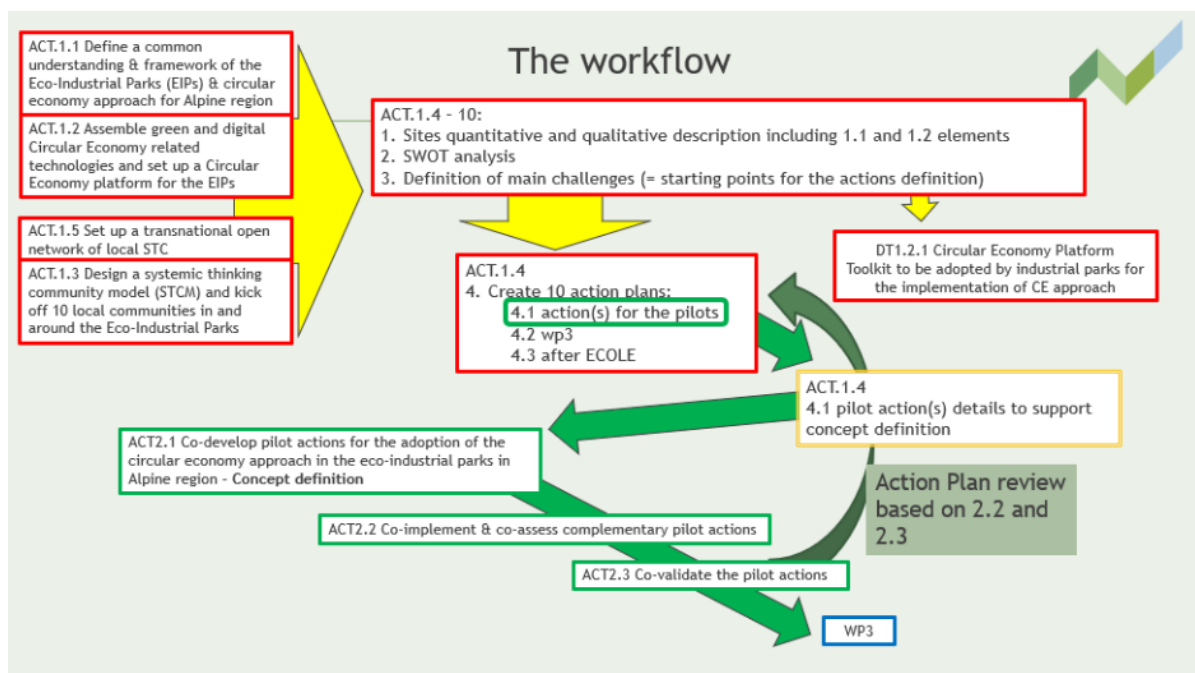 The workflow
ACT.1.1 Define a common
understanding & framework of the
Eco-Industrial Parks (EIPs) & circular
economy approach for Alpine region
ACT.1.2 Assemble green and digital
Circular Economy related
technologies and set up a Circular
Economy platform for the EIPs
ACT.1.5 Set up a transnational open
network of local STC
ACT.1.3 Design a systemic thinking
community model (STCM) and kick
off 10 local communities in and
around the Eco-Industrial Parks
ACT.1.4 - 10:
1. Sites quantitative and qualitative description including 1.1 and 1.2 elements
2. SWOT analysis
3. Definition of main challenges (= starting points for the actions definition)
DT1.2.1 Circular Economy Platform
Toolkit to be adopted by industrial parks for
the implementation of CE approach
ACT.1.4
4. Create 10 action plans:
4.1 action(s) for the pilots
4.2 wp3
4.3 after ECOLE
ACT.1.4
4.1 pilot action(s) details to support
concept definition
ACT2.1 Co-develop pilot actions for the adoption of the
circular economy approach in the eco-industrial parks in
Alpine region - Concept definition
Action Plan review
based on 2.2 and
2.3
ACT2.2 Co-implement & co-assess complementary pilot actions
ACT2.3 Co-validate the pilot actions
WP3